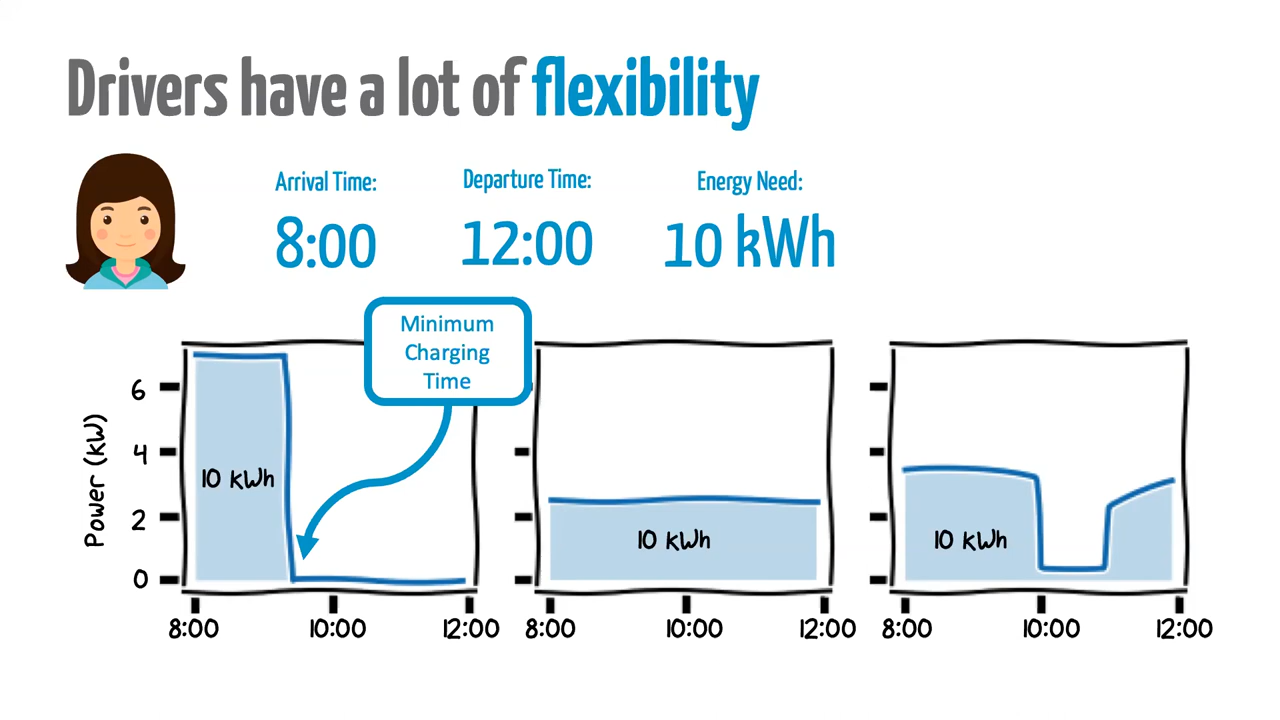 Drivers have a lot of flexibility
Arrival Time:
8:00
Departure Time:
12:00
Energy Need:
10 kWh
Minimum
Charging
Time
Power (kW)
6
4
2
0
10 kWh
8:00
10:00
12:00
10 kWh
8:00
10:00
12:00
10 kWh
8:00
10:00
12:00